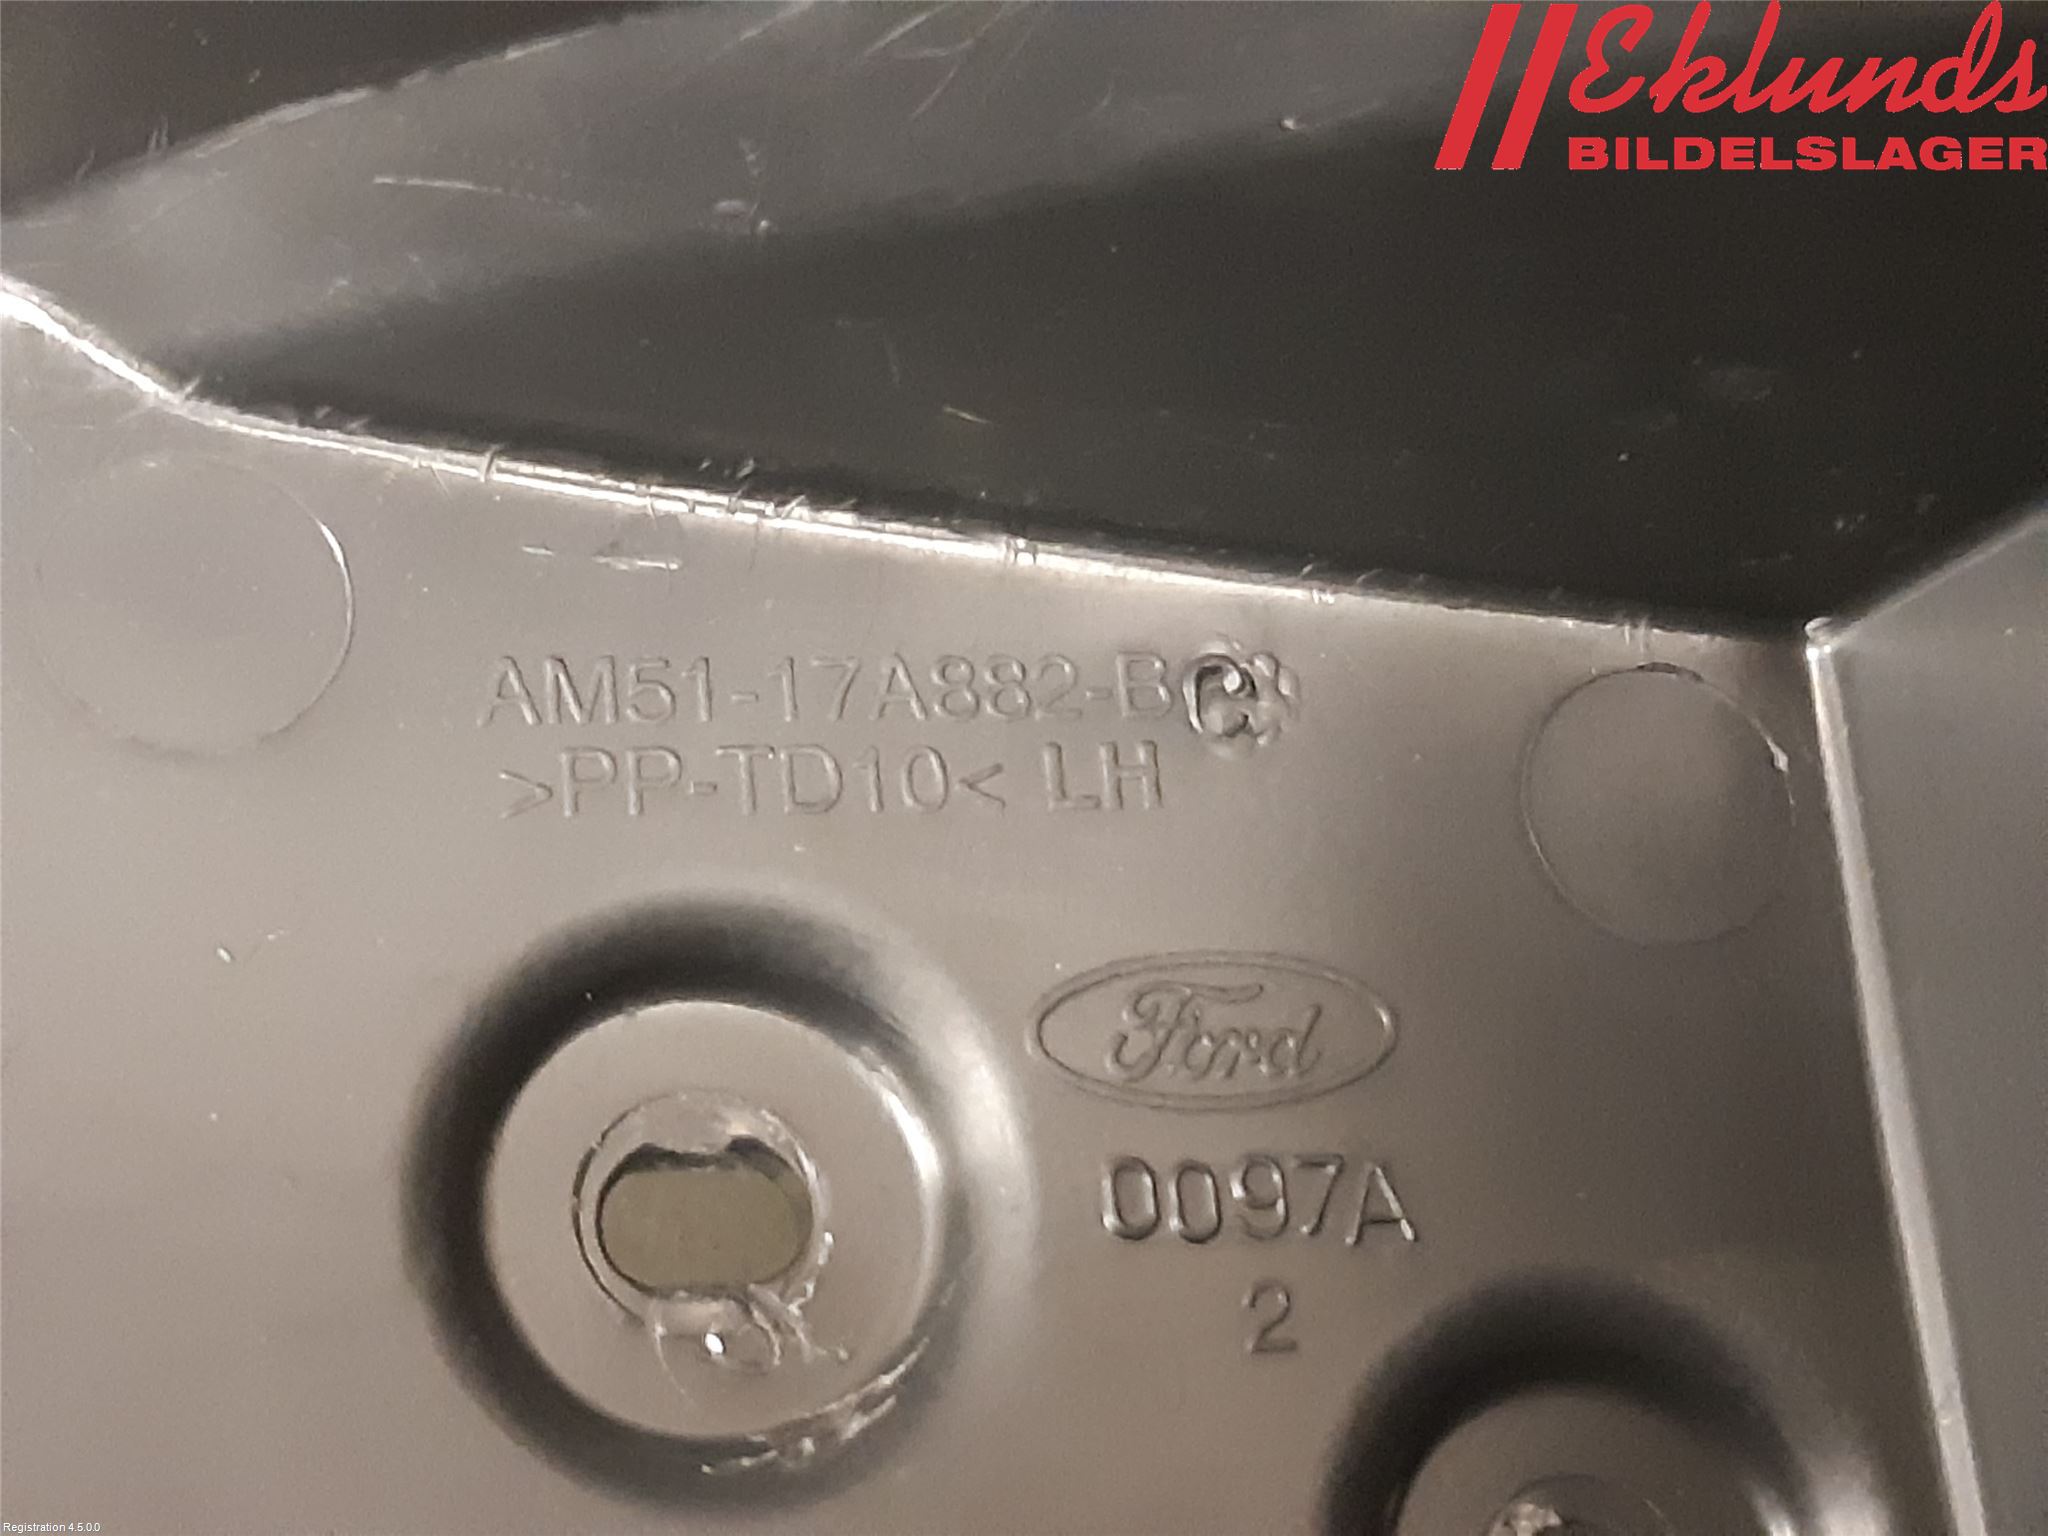 Eklunds
BILDELSLAGER
AM51-17A882-BC
>PP-TD10< LH
Ford
0097A
2
Registration 4.5.0.0